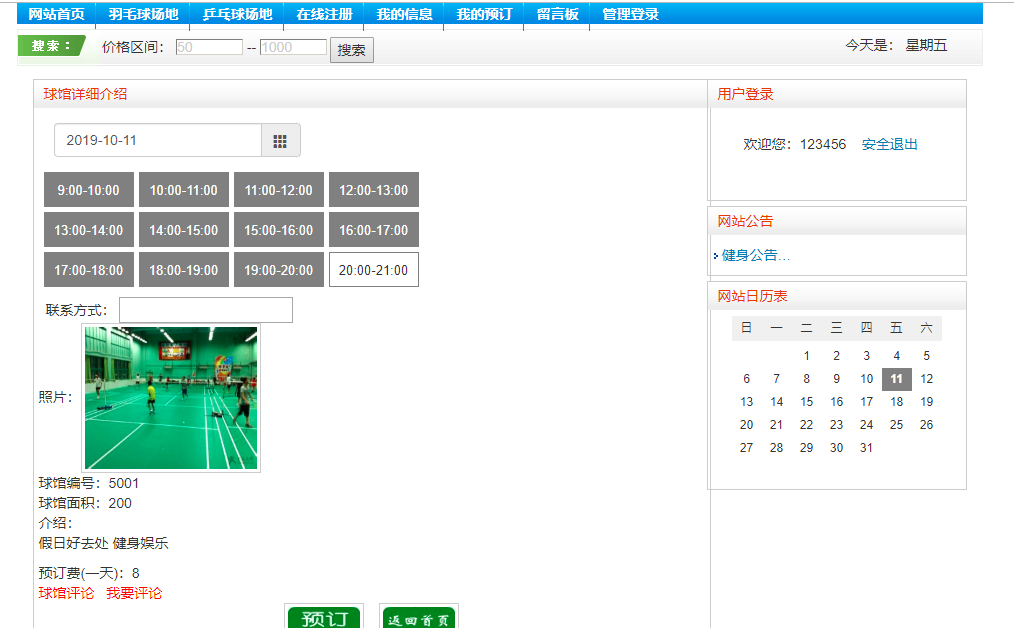 网站首页 羽毛球场地 乒乓球场地 在线注册 我的信息 我的预订 留言板 管理登录
搜索： 价格区间： 50 -- 1000 搜索 今天是： 星期五
球馆详细介绍
2019-10-11
9:00-10:00 10:00-11:00 11:00-12:00 12:00-13:00
13:00-14:00 14:00-15:00 15:00-16:00 16:00-17:00
17:00-18:00 18:00-19:00 19:00-20:00 20:00-21:00
联系方式：
照片：
球馆编号：5001
球馆面积：200
介绍：
假日好去处 健身娱乐
预订费(一天)：8
球馆评论 我要评论
预订 返回首页
用户登录
欢迎您：123456 安全退出
网站公告
健身公告...
网站日历表
日 一 二 三 四 五 六
1 2 3 4 5
6 7 8 9 10 11 12
13 14 15 16 17 18 19
20 21 22 23 24 25 26
27 28 29 30 31